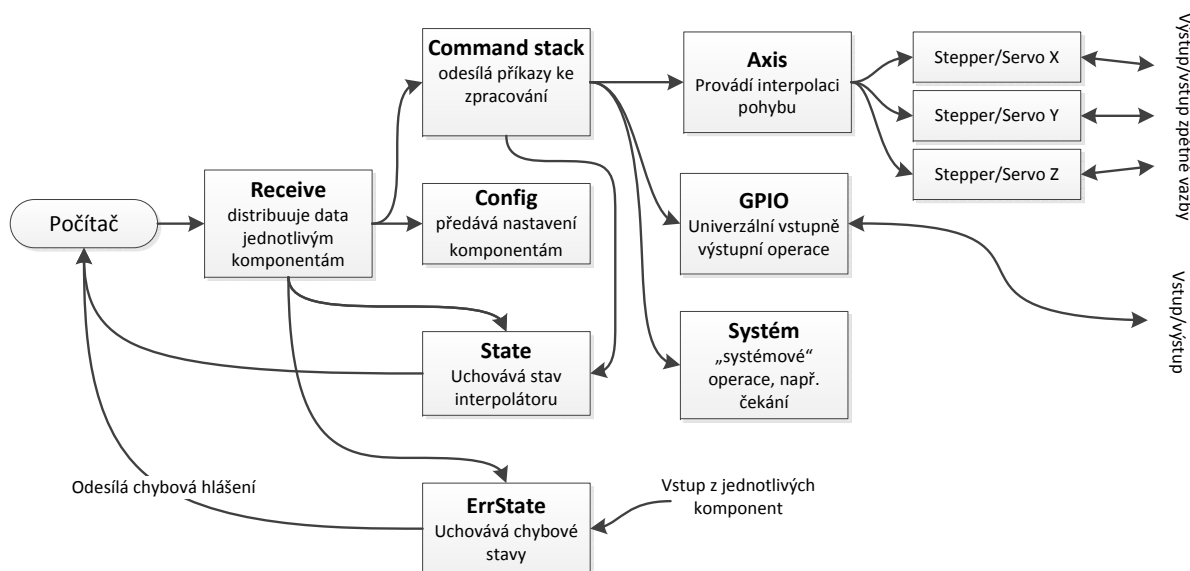 Počítač
Receive
distribuuje data
jednotlivým
komponentám
Command stack
odesílá příkazy ke
zpracování
Config
předává nastavení
komponentám
State
Uchovává stav
interpolátoru
ErrState
Uchovává chybové
stavy
Odesílá chybová hlášení
Vstup z jednotlivých
komponent
Axis
Provádí interpolaci
pohybu
GPIO
Univerzální vstupně
výstupní operace
Systém
„systémové“
operace, např.
čekání
Stepper/Servo X
Stepper/Servo Y
Stepper/Servo Z
Výstup/vstup zpětné vazby
Vstup/výstup